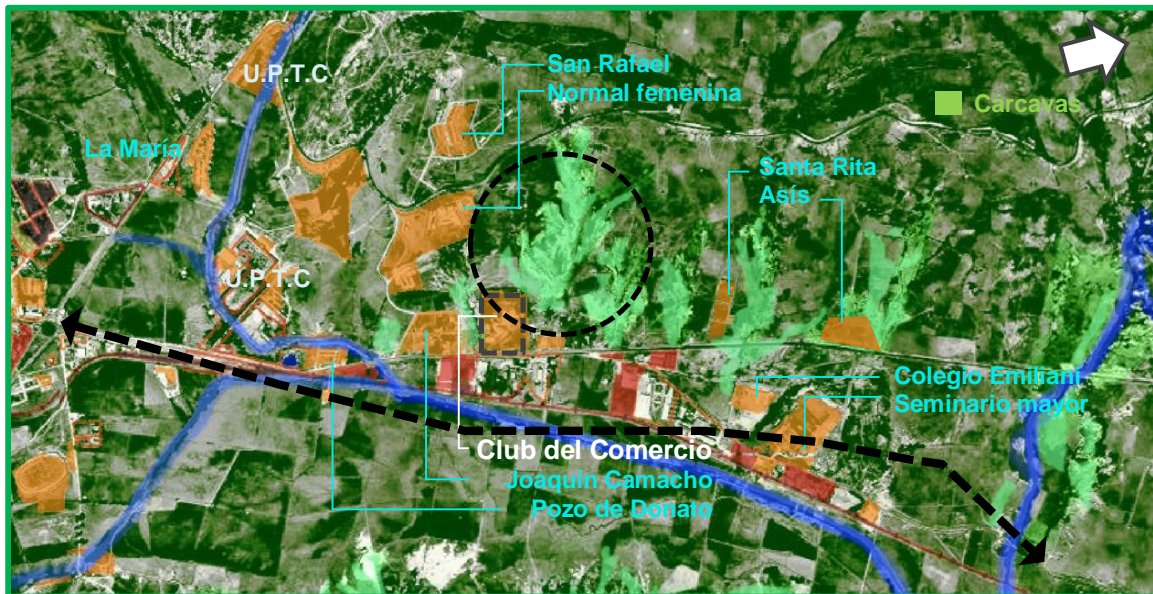 San Rafael
U.P.T.C
Normal femenina
Cárcavas
La María
Santa Rita
Asís
U.P.T.C
Colegio Emiliani
Seminario mayor
Club del Comercio
Joaquín Camacho
Pozo de Donato